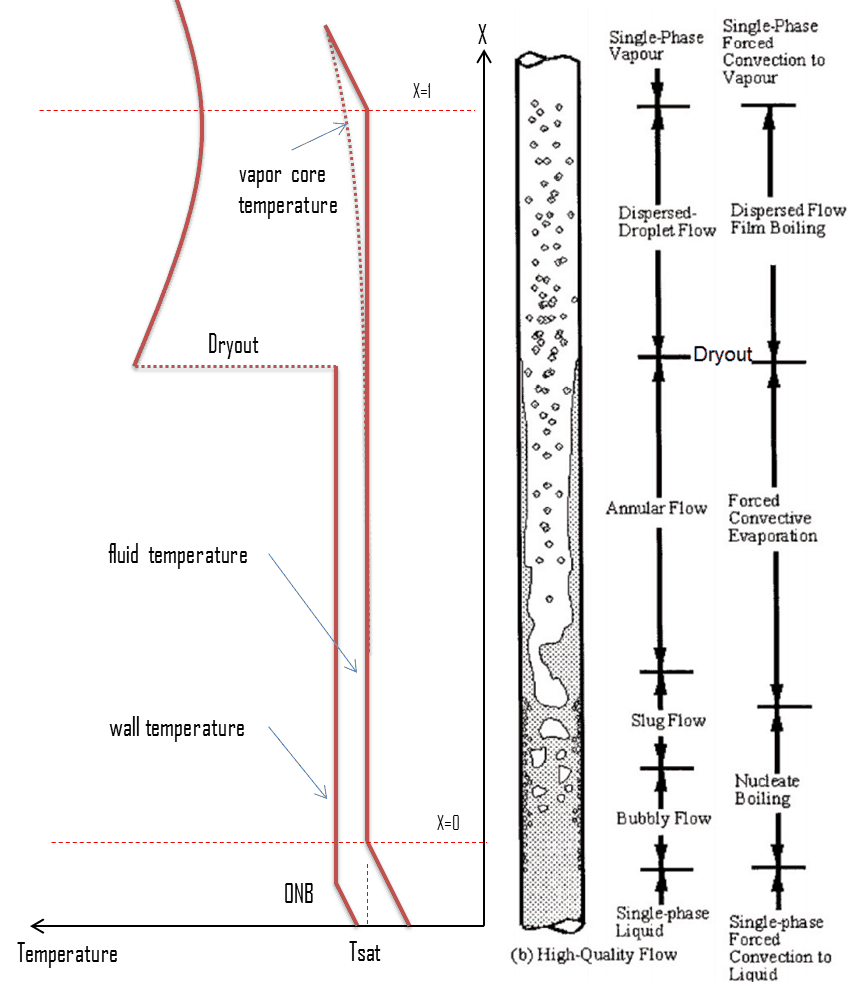 X
X=1
vapor core
temperature
Dryout
fluid temperature
wall temperature
X=0
ONB
Temperature
Tsat
Single-Phase
Vapour
Single-Phase
Forced
Convection to
Vapour
Dispersed-
Droplet Flow
Dispersed Flow
Film Boiling
Dryout
Annular Flow
Forced
Convective
Evaporation
Slug Flow
Nucleate
Boiling
Bubbly Flow
Single-phase
Liquid
Single-phase
Forced
Convection to
Liquid
(b) High-Quality Flow